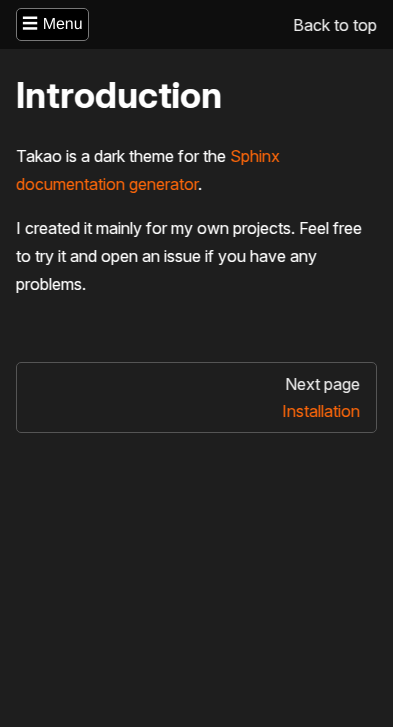 Menu
Back to top
Introduction
Takao is a dark theme for the Sphinx
documentation generator.
I created it mainly for my own projects. Feel free
to try it and open an issue if you have any
problems.
Next page
Installation